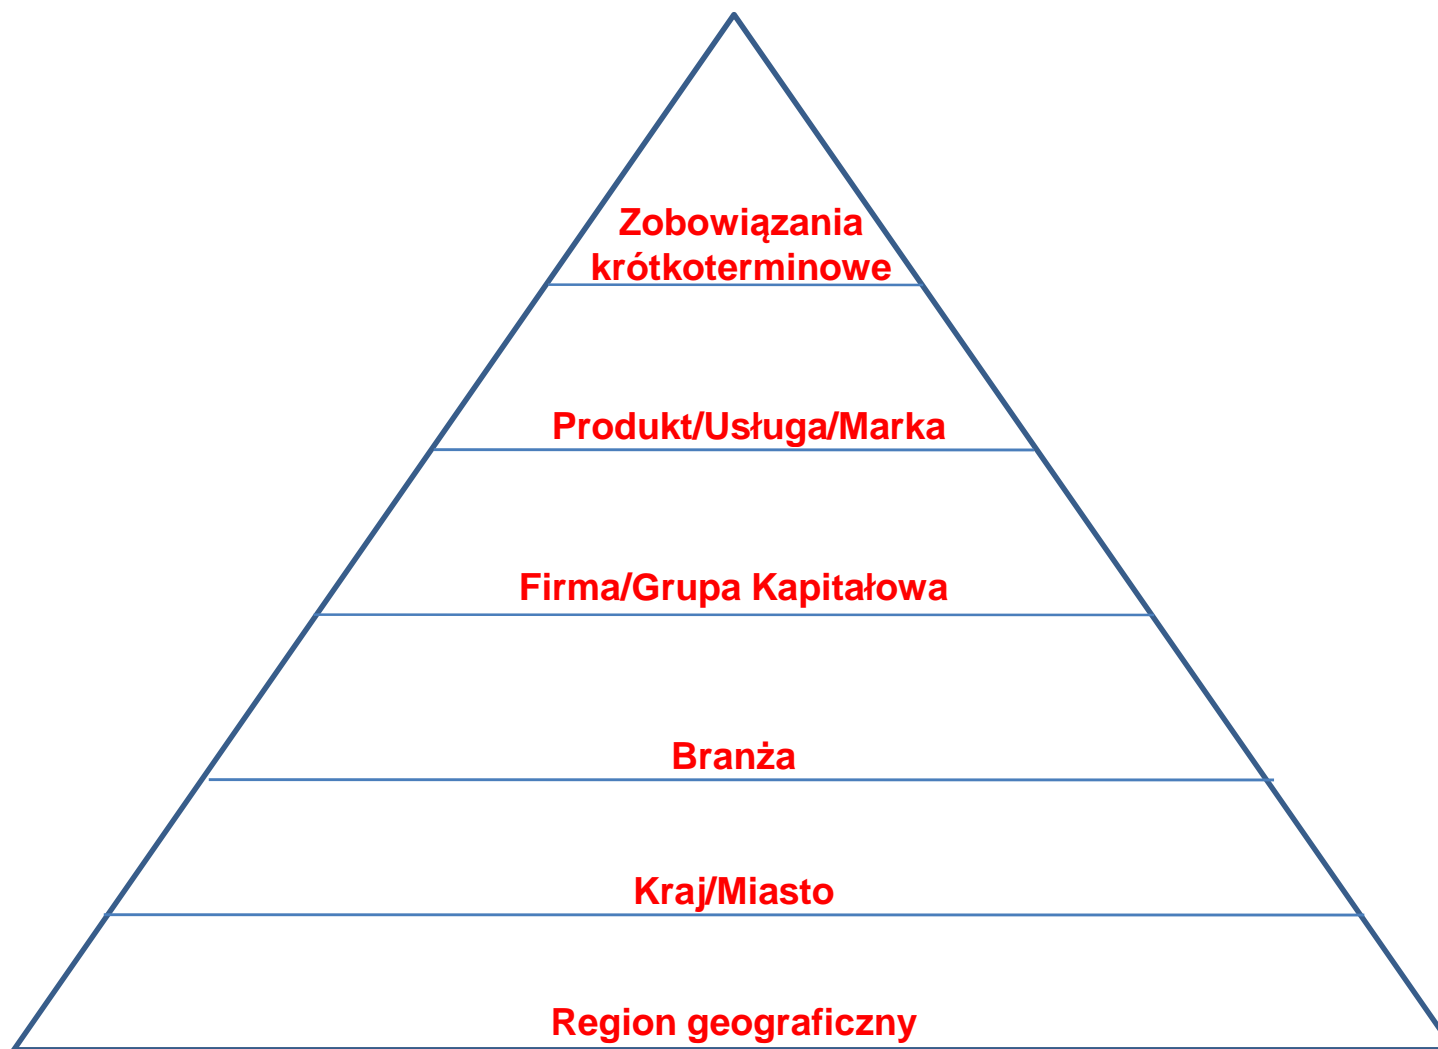 Zobowiązania
krótkoterminowe
Produkt/Usługa/Marka
Firma/Grupa Kapitałowa
Branża
Kraj/Miasto
Region geograficzny